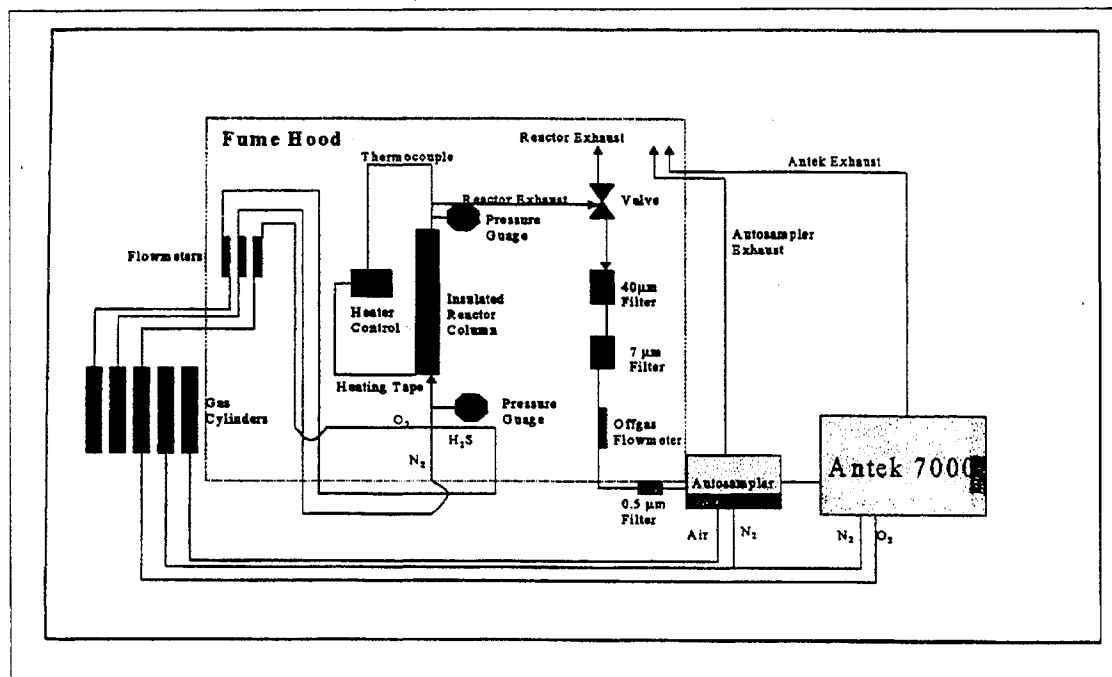 Fume Hood
Reactor Exhaust
Thermocouple
Antek Exhaust
Reactor Exhaust
Valve
Pressure
Guage
Autosampler
Exhaust
Flowmeters
40μm
Filter
Insulated
Reactor
Column
Heater
Control
7 μm
Filter
Heating Tape
Gas
Cylinders
Pressure
Guage
O₂
H₂S
Offgas
Flowmeter
N₂
Antek 7000
Autosampler
0.5 μm
Filter
Air
N₂
N₂
O₂